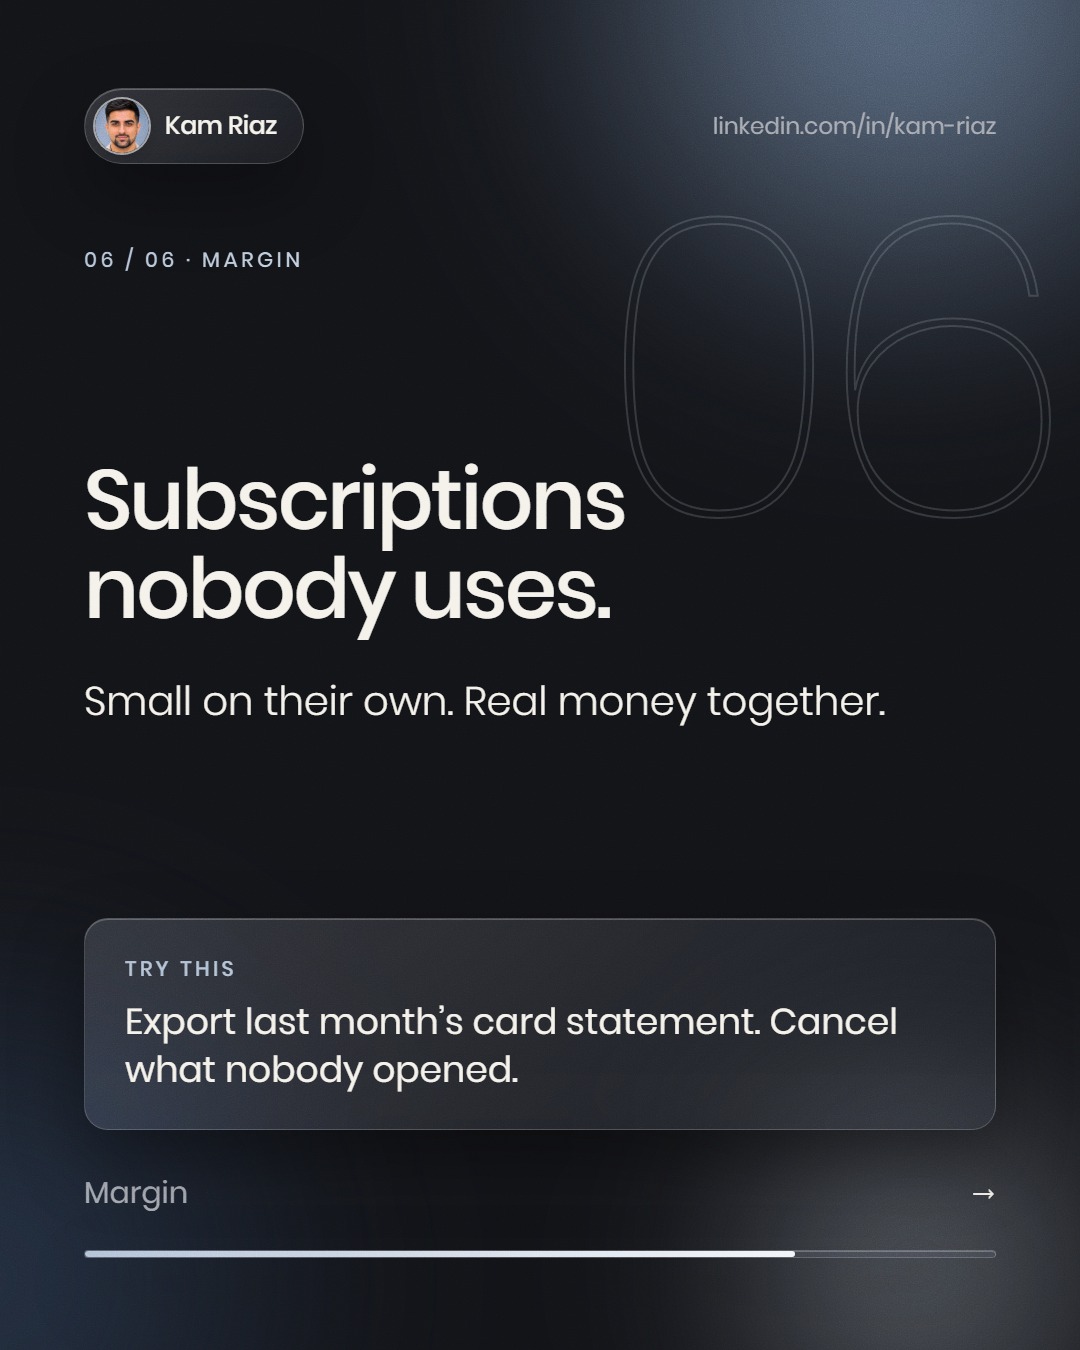 Kam Riaz
linkedin.com/in/kam-riaz
06 / 06 · MARGIN
06
Subscriptions
nobody uses.
Small on their own. Real money together.
TRY THIS
Export last month’s card statement. Cancel
what nobody opened.
Margin →